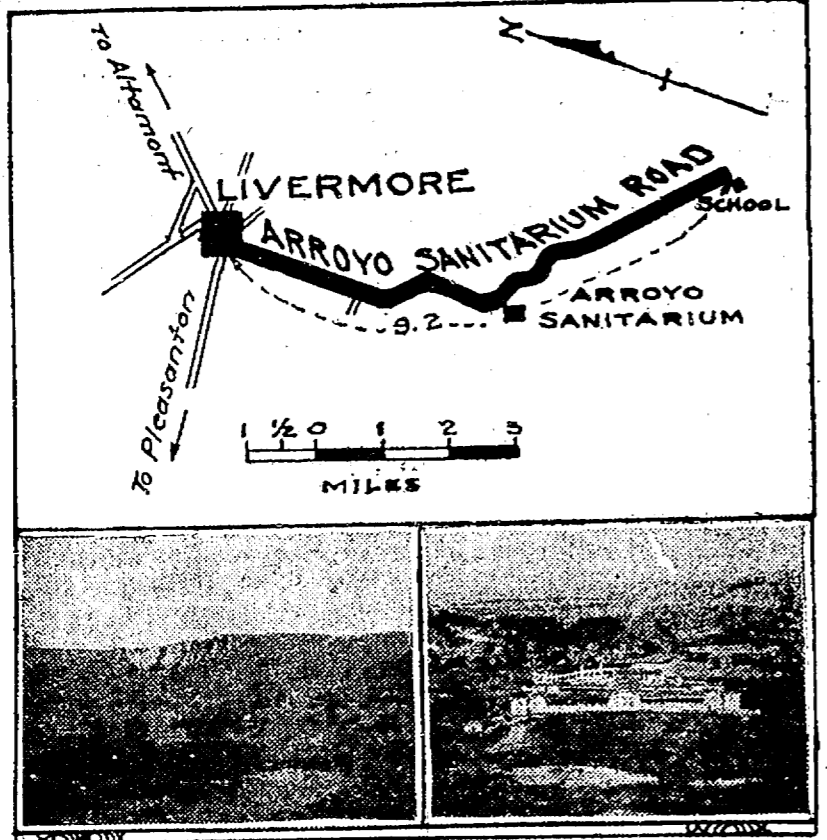 N
To Altamont
LIVERMORE
ARROYO SANITARIUM ROAD
SCHOOL
ARROYO
SANITARIUM
9.2
To Pleasanton
1 ½ 0 1 2 3
MILES